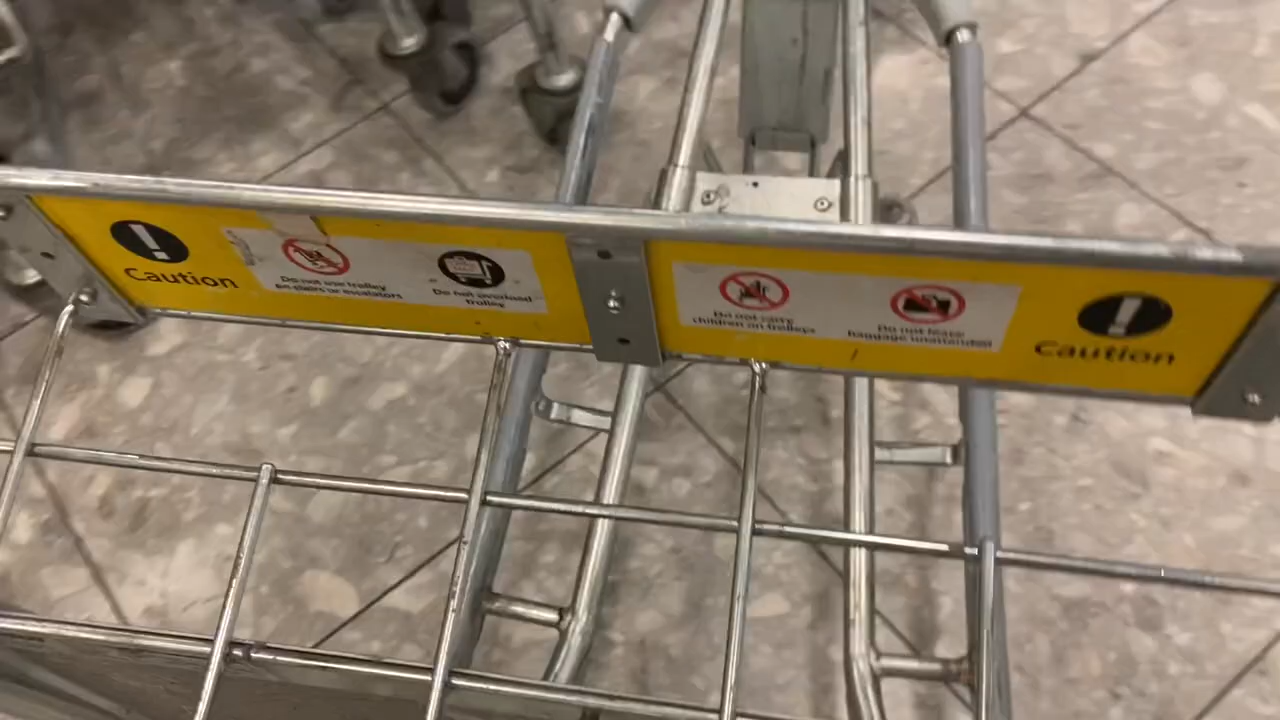 Caution
Do not use trolley
on stairs or escalators
Do not overload
trolley
Do not carry
children on trolleys
Do not leave
baggage unattended
Caution